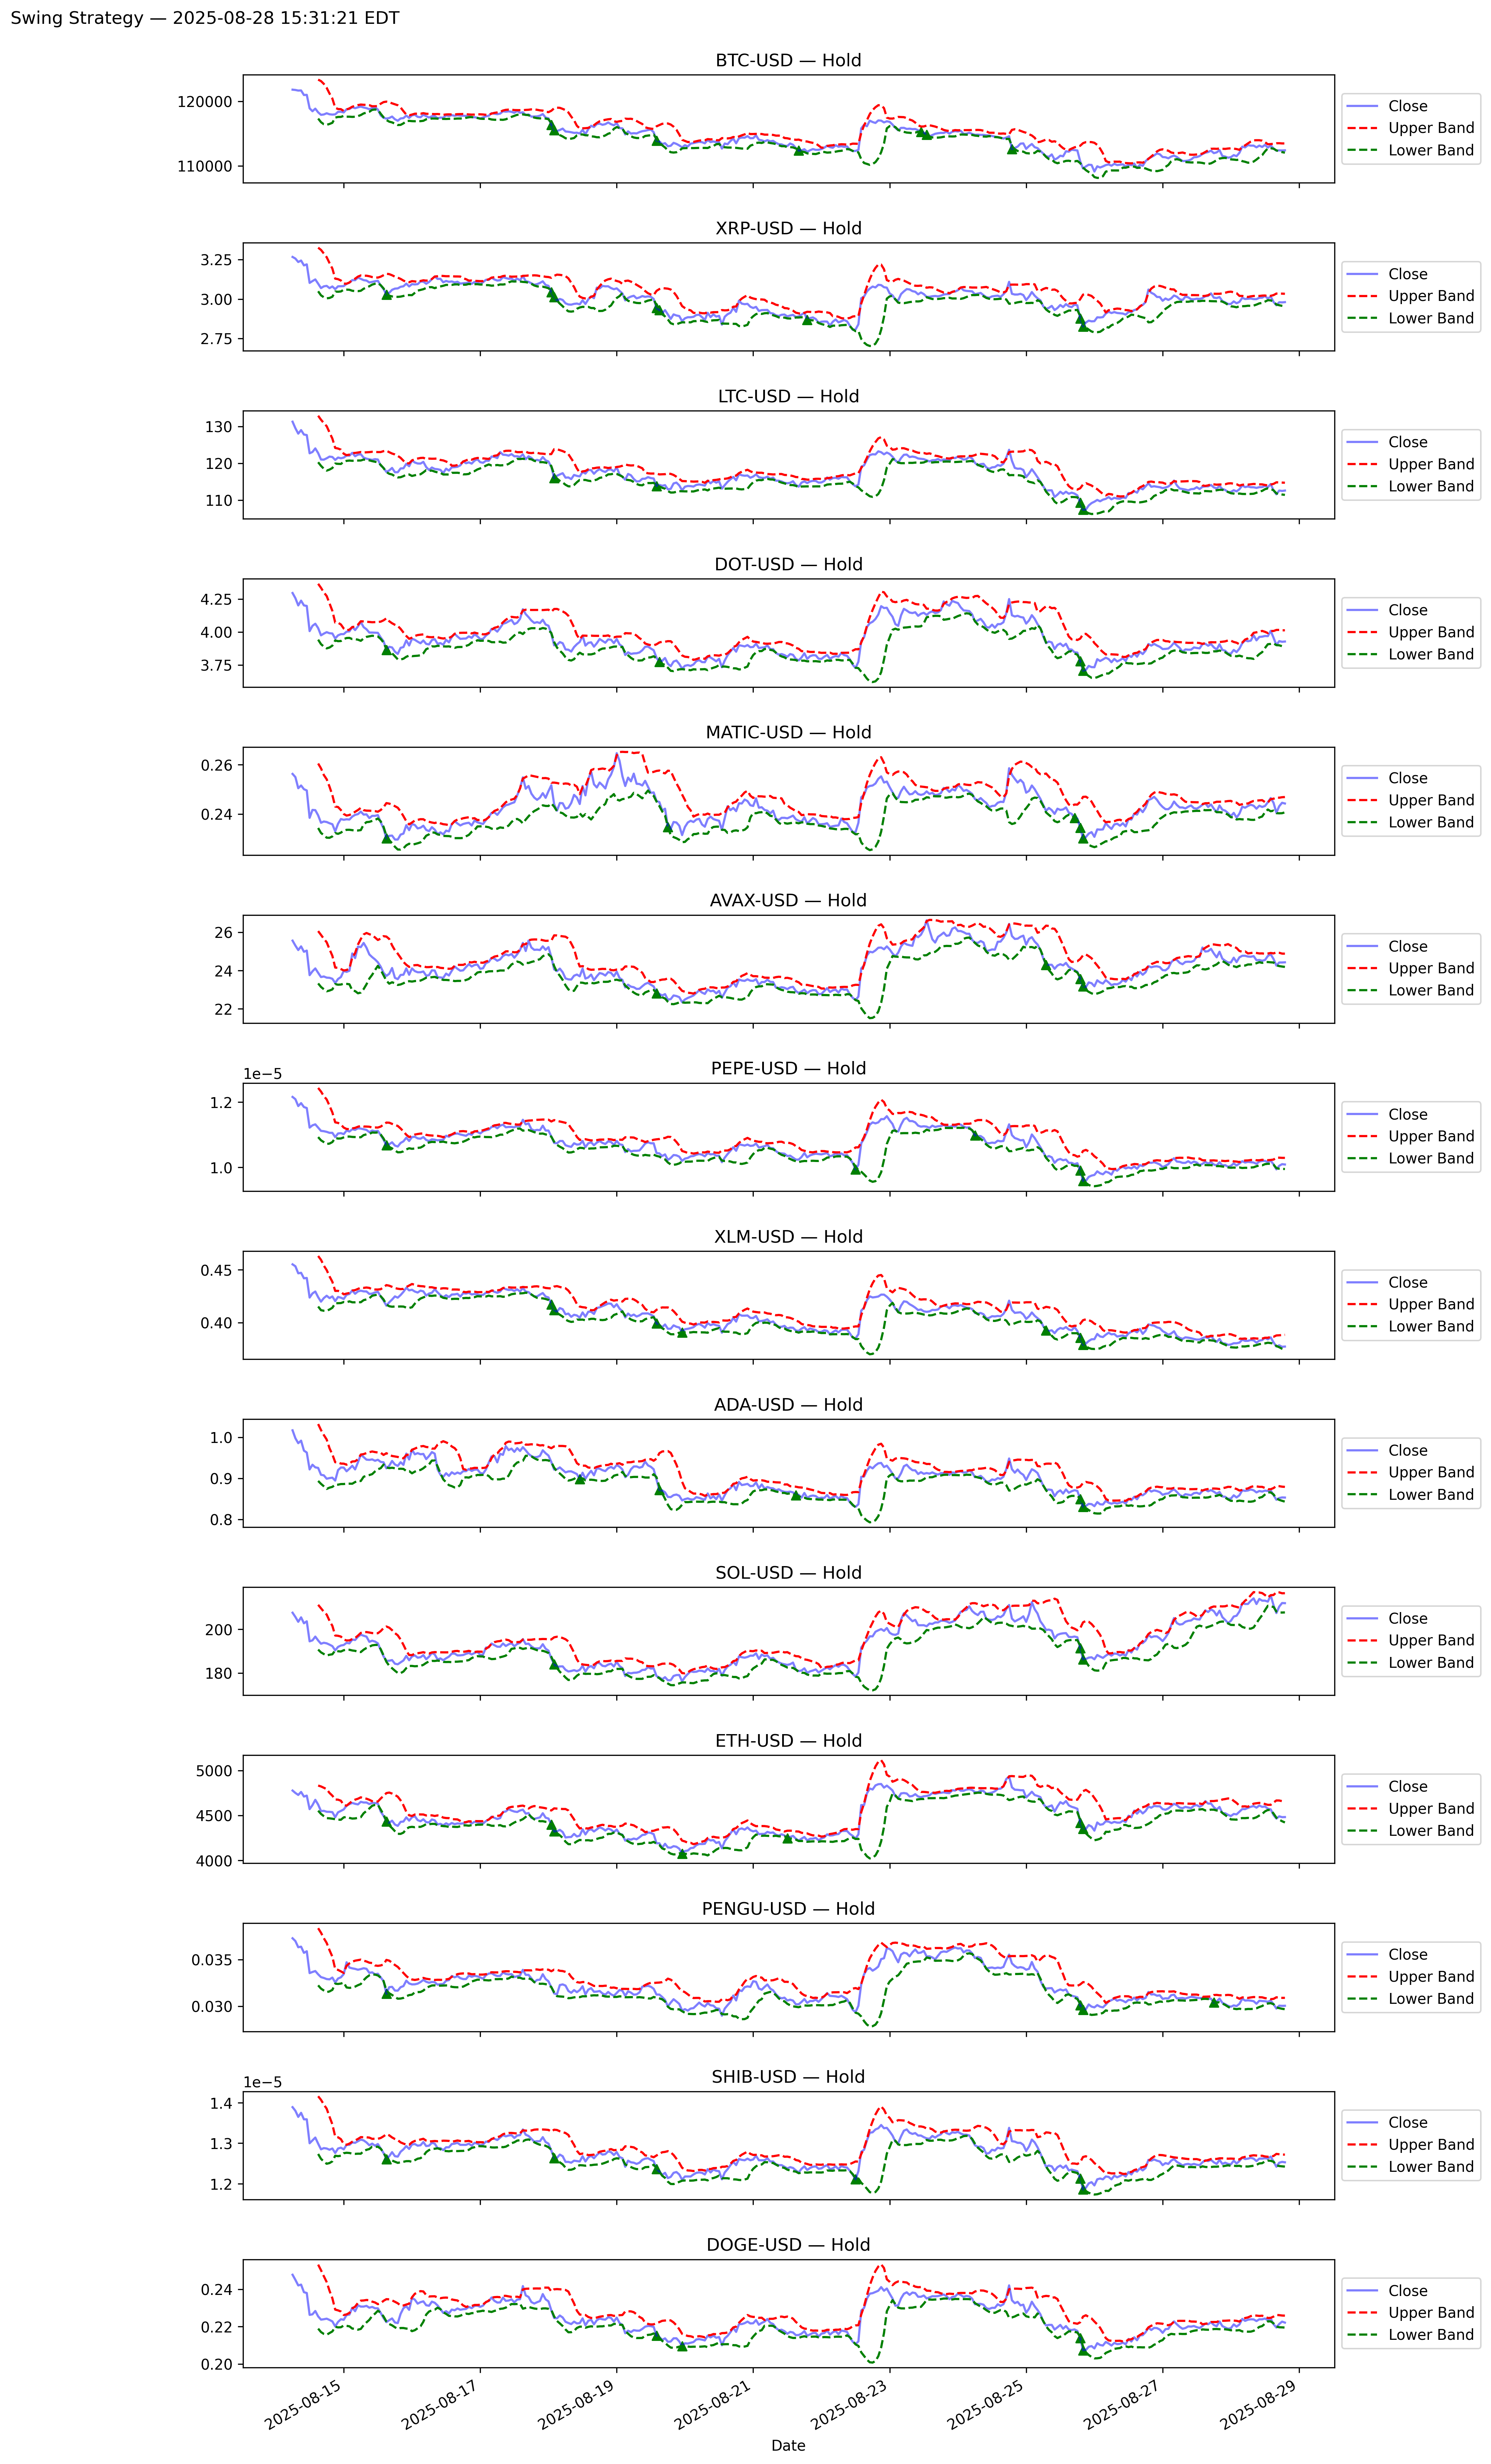 Swing Strategy — 2025-08-28 15:31:21 EDT
BTC-USD — Hold
120000
110000
Close
Upper Band
Lower Band
XRP-USD — Hold
3.25
3.00
2.75
Close
Upper Band
Lower Band
LTC-USD — Hold
130
120
110
Close
Upper Band
Lower Band
DOT-USD — Hold
4.25
4.00
3.75
Close
Upper Band
Lower Band
MATIC-USD — Hold
0.26
0.24
Close
Upper Band
Lower Band
AVAX-USD — Hold
26
24
22
Close
Upper Band
Lower Band
PEPE-USD — Hold
1e−5
1.2
1.0
Close
Upper Band
Lower Band
XLM-USD — Hold
0.45
0.40
Close
Upper Band
Lower Band
ADA-USD — Hold
1.0
0.9
0.8
Close
Upper Band
Lower Band
SOL-USD — Hold
200
180
Close
Upper Band
Lower Band
ETH-USD — Hold
5000
4500
4000
Close
Upper Band
Lower Band
PENGU-USD — Hold
0.035
0.030
Close
Upper Band
Lower Band
SHIB-USD — Hold
1e−5
1.4
1.3
1.2
Close
Upper Band
Lower Band
DOGE-USD — Hold
0.24
0.22
0.20
Close
Upper Band
Lower Band
2025-08-15
2025-08-17
2025-08-19
2025-08-21
2025-08-23
2025-08-25
2025-08-27
2025-08-29
Date